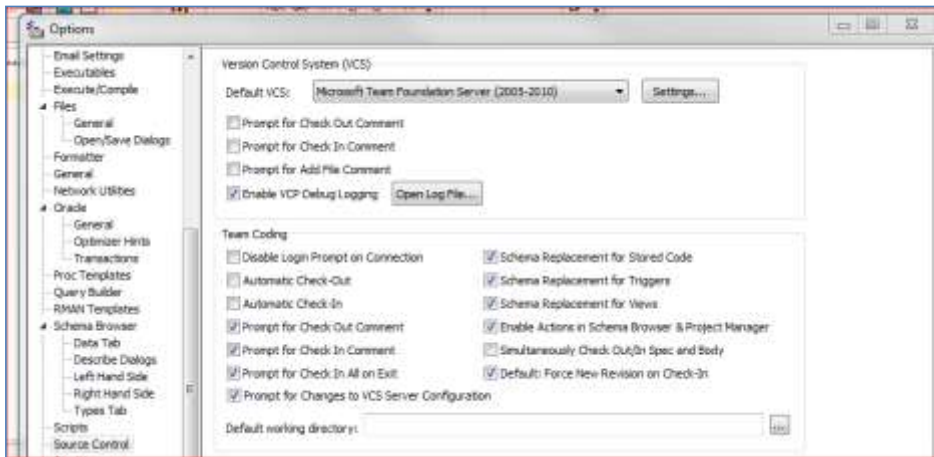 Options
Email Settings
Executables
Execute/Compile
Files
General
Open/Save Dialogs
Formatter
General
Network Utilities
Oracle
General
Optimizer Hints
Transactions
Proc Templates
Query Builder
RMAN Templates
Schema Browser
Data Tab
Describe Dialogs
Left Hand Side
Right Hand Side
Types Tab
Scripts
Source Control
Version Control System (VCS)
Default VCS: Microsoft Team Foundation Server (2005-2010) Settings...
Prompt for Check Out Comment
Prompt for Check In Comment
Prompt for Add File Comment
Enable VCP Debug Logging Open Log File...
Team Coding
Disable Login Prompt on Connection
Automatic Check-Out
Automatic Check-In
Prompt for Check Out Comment
Prompt for Check In Comment
Prompt for Check In All on Exit
Prompt for Changes to VCS Server Configuration
Schema Replacement for Stored Code
Schema Replacement for Triggers
Schema Replacement for Views
Enable Actions in Schema Browser & Project Manager
Simultaneously Check Out/In Spec and Body
Default: Force New Revision on Check-In
Default working directory: ...